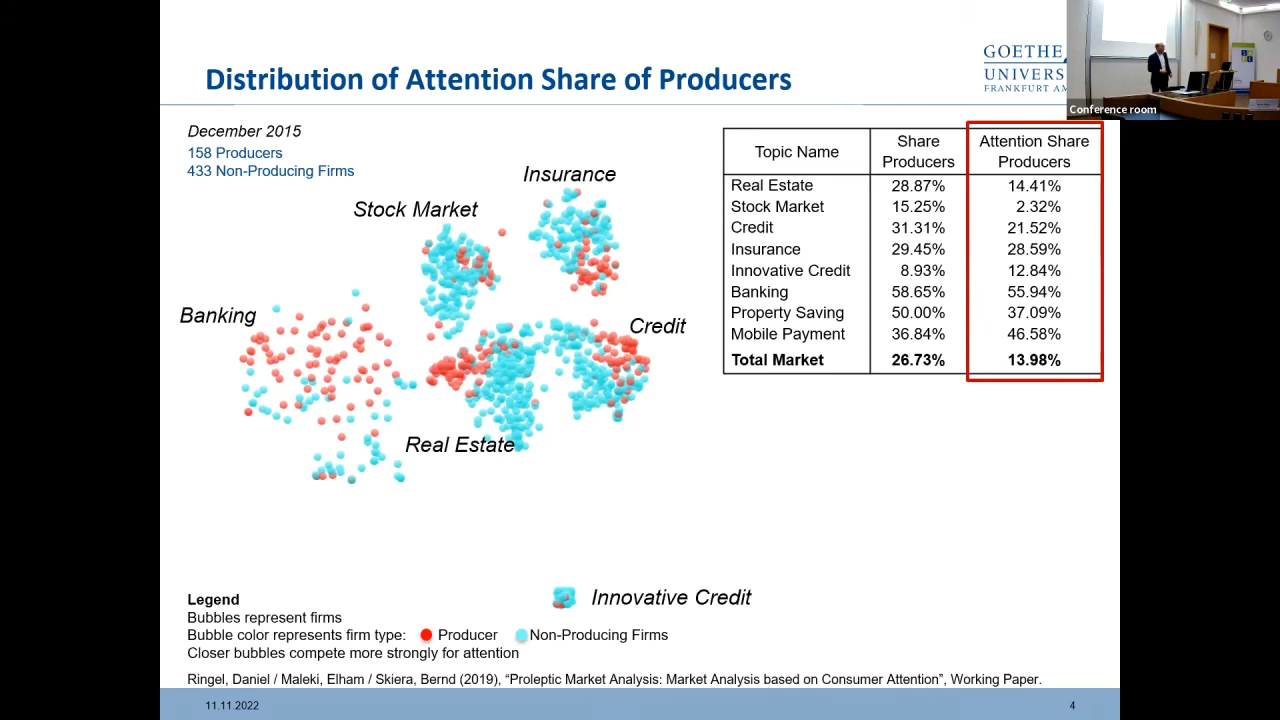 Distribution of Attention Share of Producers
GOETHE
UNIVERS
FRANKFURT AM
Conference room
December 2015
158 Producers
433 Non-Producing Firms
Insurance
Stock Market
Banking
Credit
Real Estate
Innovative Credit
Topic Name Share Producers Attention Share Producers
Real Estate 28.87% 14.41%
Stock Market 15.25% 2.32%
Credit 31.31% 21.52%
Insurance 29.45% 28.59%
Innovative Credit 8.93% 12.84%
Banking 58.65% 55.94%
Property Saving 50.00% 37.09%
Mobile Payment 36.84% 46.58%
Total Market 26.73% 13.98%
Legend
Bubbles represent firms
Bubble color represents firm type: Producer Non-Producing Firms
Closer bubbles compete more strongly for attention
Ringel, Daniel / Maleki, Elham / Skiera, Bernd (2019), “Proleptic Market Analysis: Market Analysis based on Consumer Attention”, Working Paper.
11.11.2022 4